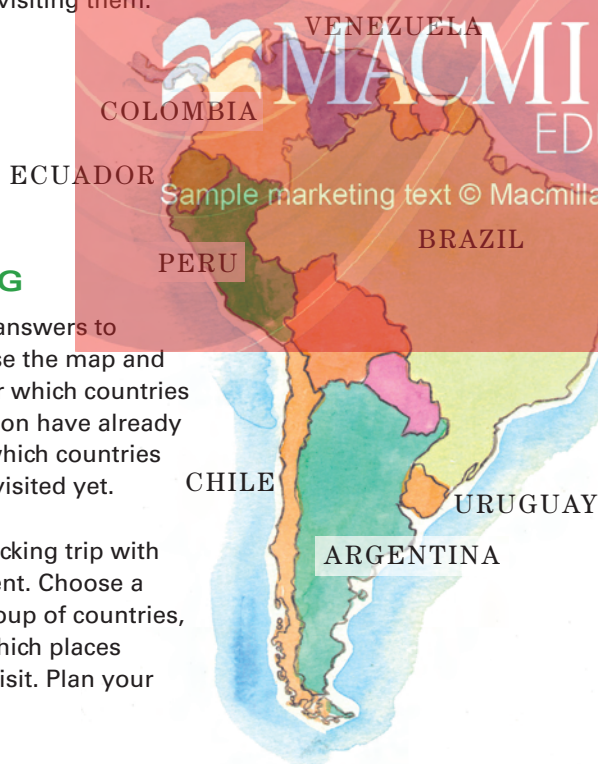 visiting them.
VENEZUELA
MACMI
ED
COLOMBIA
ECUADOR
Sample marketing text © Macmilla
BRAZIL
PERU
G
answers to
se the map and
r which countries
on have already
which countries
visited yet.
CHILE
URUGUAY
cking trip with
ent. Choose a
oup of countries,
hich places
isit. Plan your
ARGENTINA